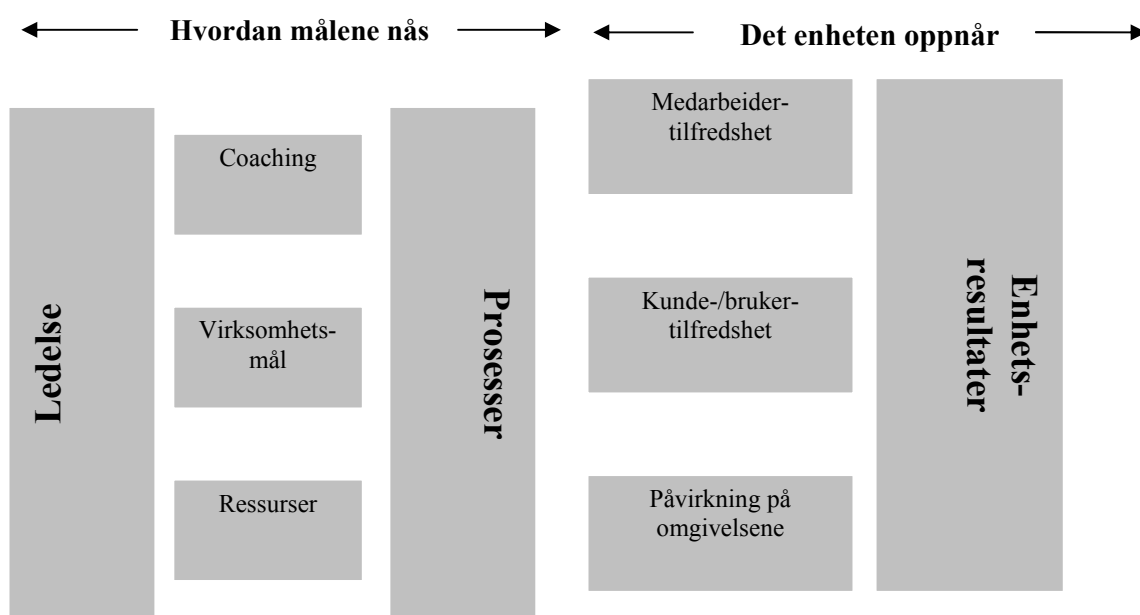 Hvordan målene nås
Det enheten oppnår
Ledelse
Coaching
Virksomhets-
mål
Ressurser
Prosesser
Medarbeider-
tilfredshet
Kunde-/bruker-
tilfredshet
Påvirkning på
omgivelsene
Enhets-
resultater